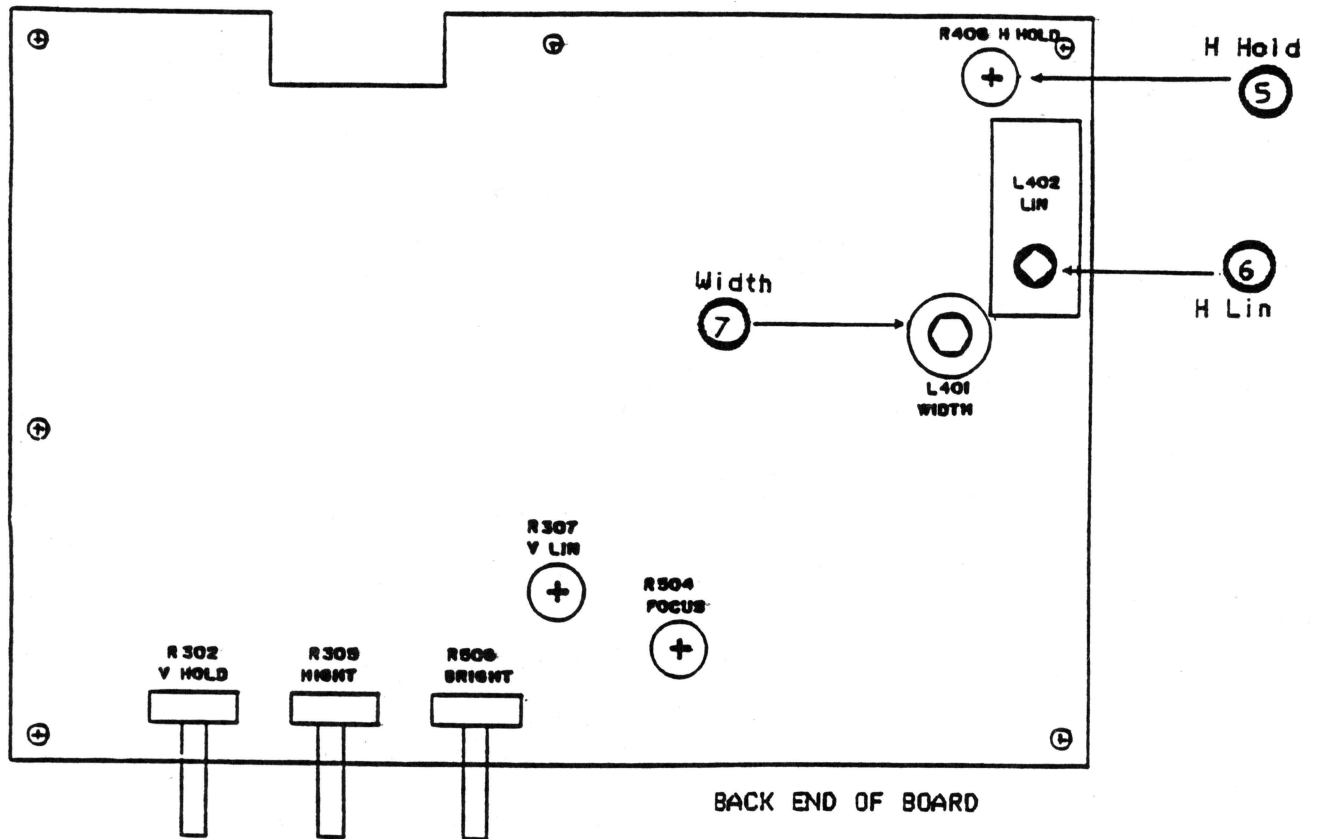 R406 H HOLD
H Hold
5
L402
LIN
6
H Lin
Width
7
L401
WIDTH
R307
V LIN
R504
FOCUS
R302
V HOLD
R305
HIGHT
R506
BRIGHT
BACK END OF BOARD